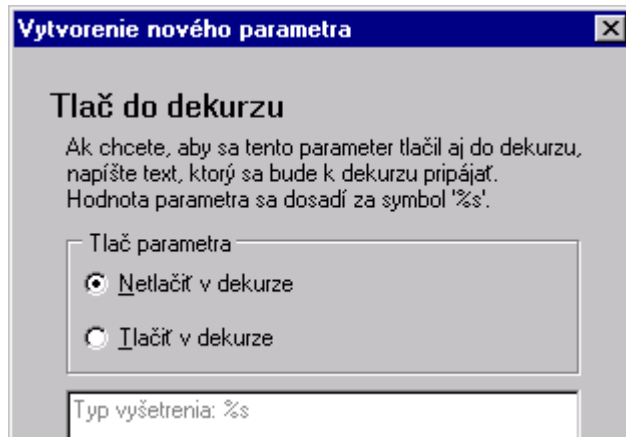 Vytvorenie nového parametra
Tlač do dekurzu
Ak chcete, aby sa tento parameter tlačil aj do dekurzu,
napíšte text, ktorý sa bude k dekurzu pripájať.
Hodnota parametra sa dosadí za symbol '%s'.
Tlač parametra
Netlačiť v dekurze
Tlačiť v dekurze
Typ vyšetrenia: %s